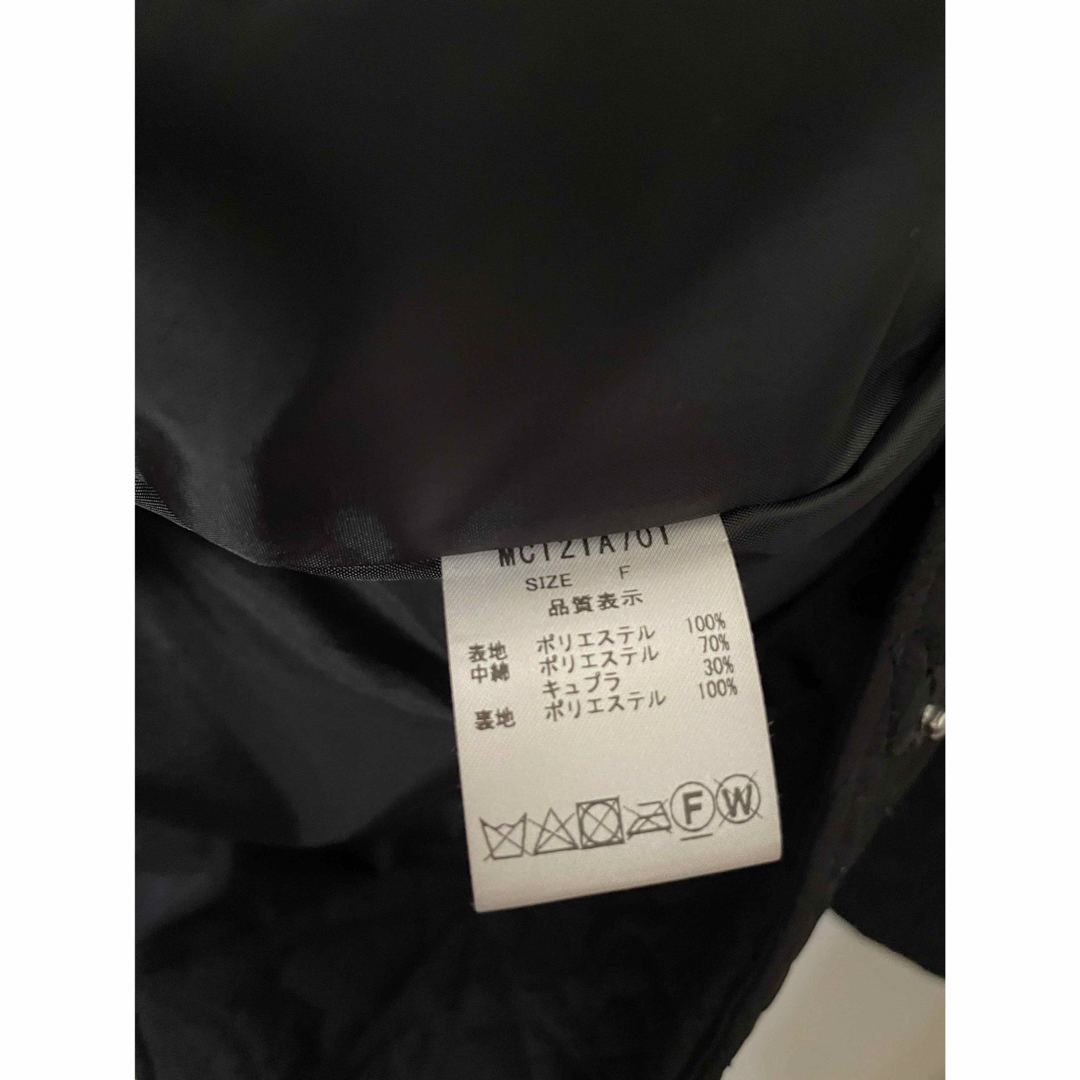 MC121A701
SIZE F
品質表示
表地 ポリエステル 100%
中綿 ポリエステル 70%
キュプラ 30%
裏地 ポリエステル 100%
F W